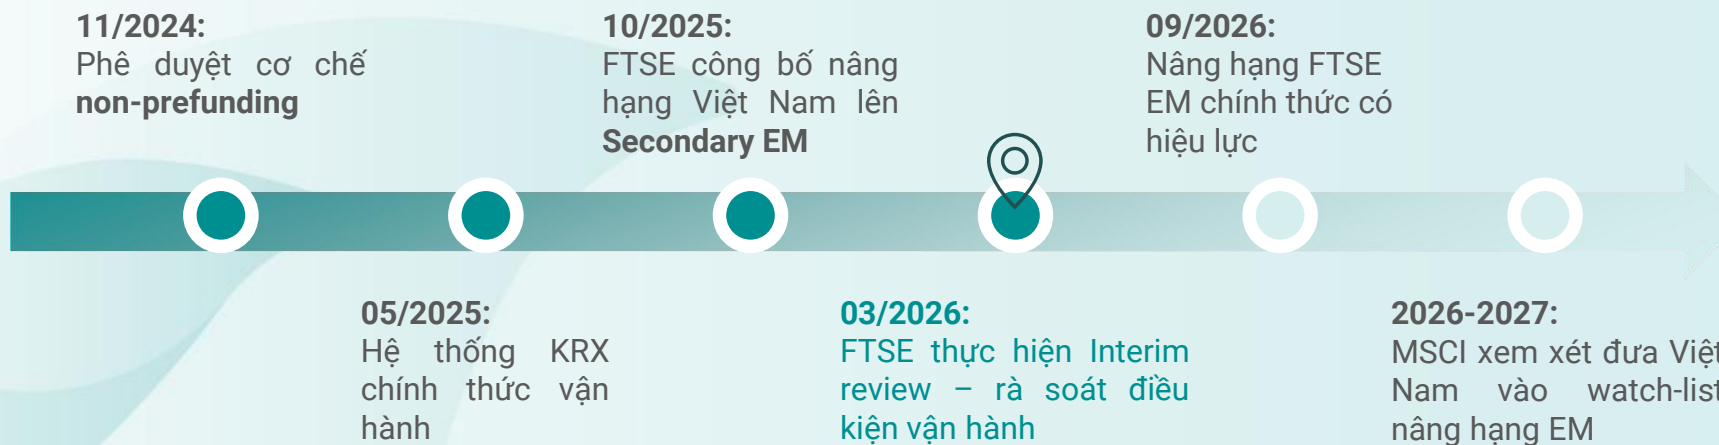 11/2024:
Phê duyệt cơ chế
non-prefunding
10/2025:
FTSE công bố nâng
hạng Việt Nam lên
Secondary EM
09/2026:
Nâng hạng FTSE
EM chính thức có
hiệu lực
05/2025:
Hệ thống KRX
chính thức vận
hành
03/2026:
FTSE thực hiện Interim
review – rà soát điều
kiện vận hành
2026-2027:
MSCI xem xét đưa Việt
Nam vào watch-list
nâng hạng EM